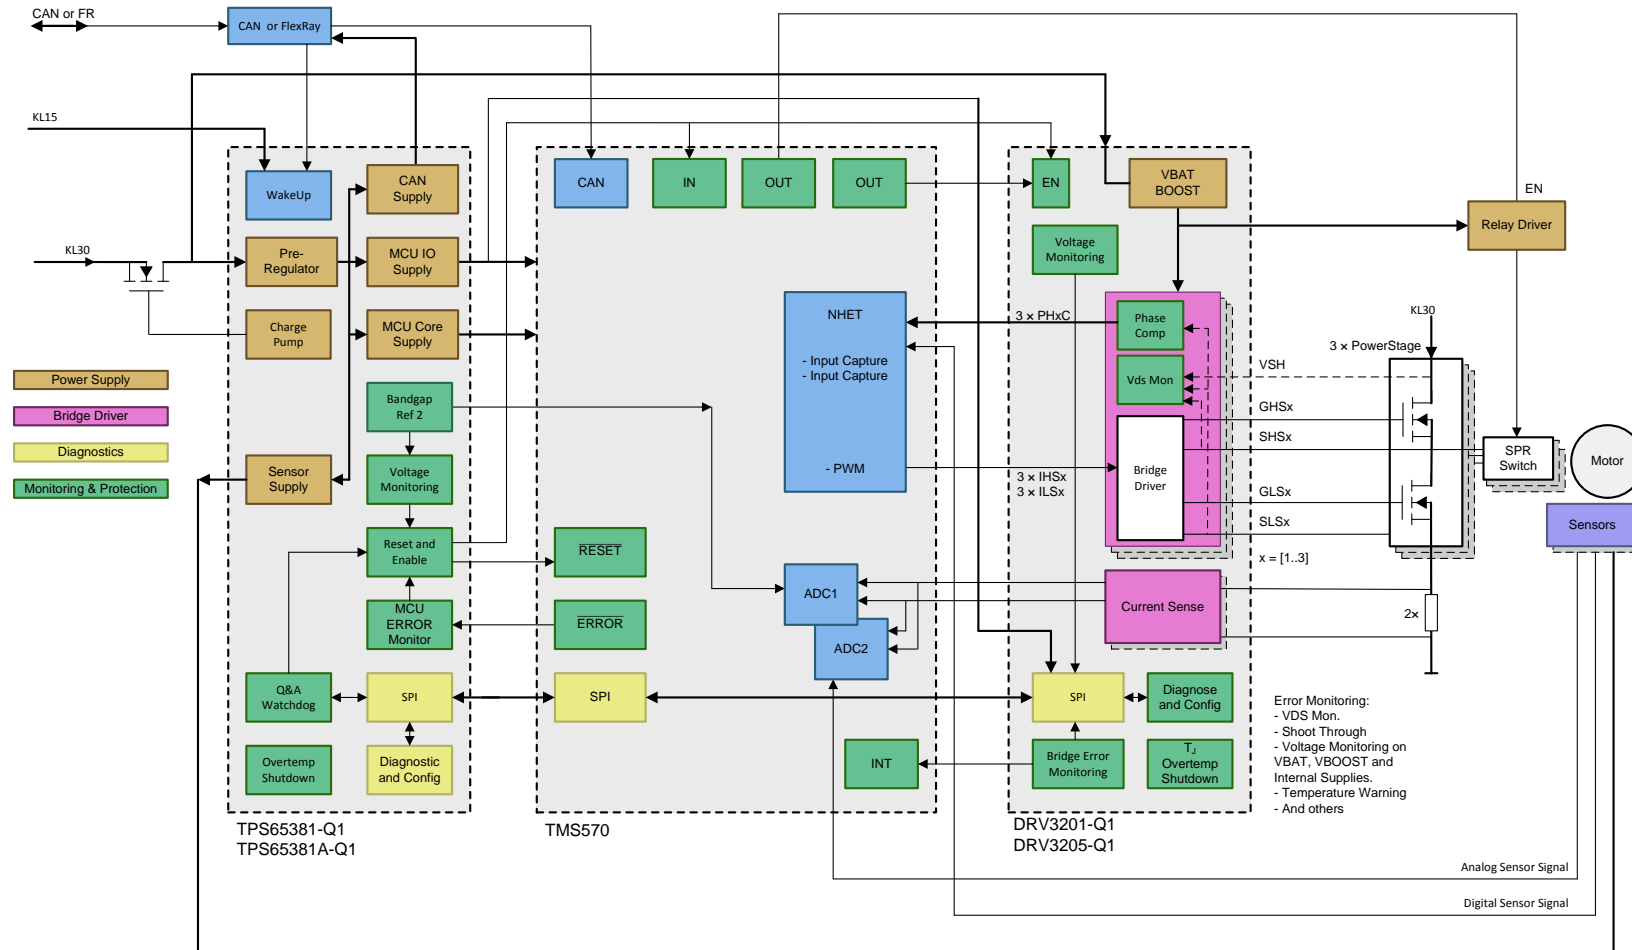 CAN or FR
CAN or FlexRay
KL15
WakeUp
CAN
Supply
CAN
IN
OUT
OUT
EN
VBAT
BOOST
EN
Relay Driver
KL30
Pre-
Regulator
MCU IO
Supply
Voltage
Monitoring
Charge
Pump
MCU Core
Supply
NHET
- Input Capture
- Input Capture
- PWM
3 × PHxC
Phase
Comp
Vds Mon
Bridge
Driver
3 × IHSx
3 × ILSx
KL30
3 × PowerStage
VSH
GHSx
SHSx
GLSx
SLSx
x = [1..3]
SPR
Switch
Motor
Sensors
Power Supply
Bridge Driver
Diagnostics
Monitoring & Protection
Bandgap
Ref 2
Sensor
Supply
Voltage
Monitoring
Reset and
Enable
RESET
MCU
ERROR
Monitor
ERROR
ADC1
ADC2
Current Sense
2×
Q&A
Watchdog
SPI
SPI
SPI
Diagnose
and Config
Overtemp
Shutdown
Diagnostic
and Config
INT
Bridge Error
Monitoring
TJ
Overtemp
Shutdown
Error Monitoring:
- VDS Mon.
- Shoot Through
- Voltage Monitoring on
VBAT, VBOOST and
Internal Supplies.
- Temperature Warning
- And others
TPS65381-Q1
TPS65381A-Q1
TMS570
DRV3201-Q1
DRV3205-Q1
Analog Sensor Signal
Digital Sensor Signal